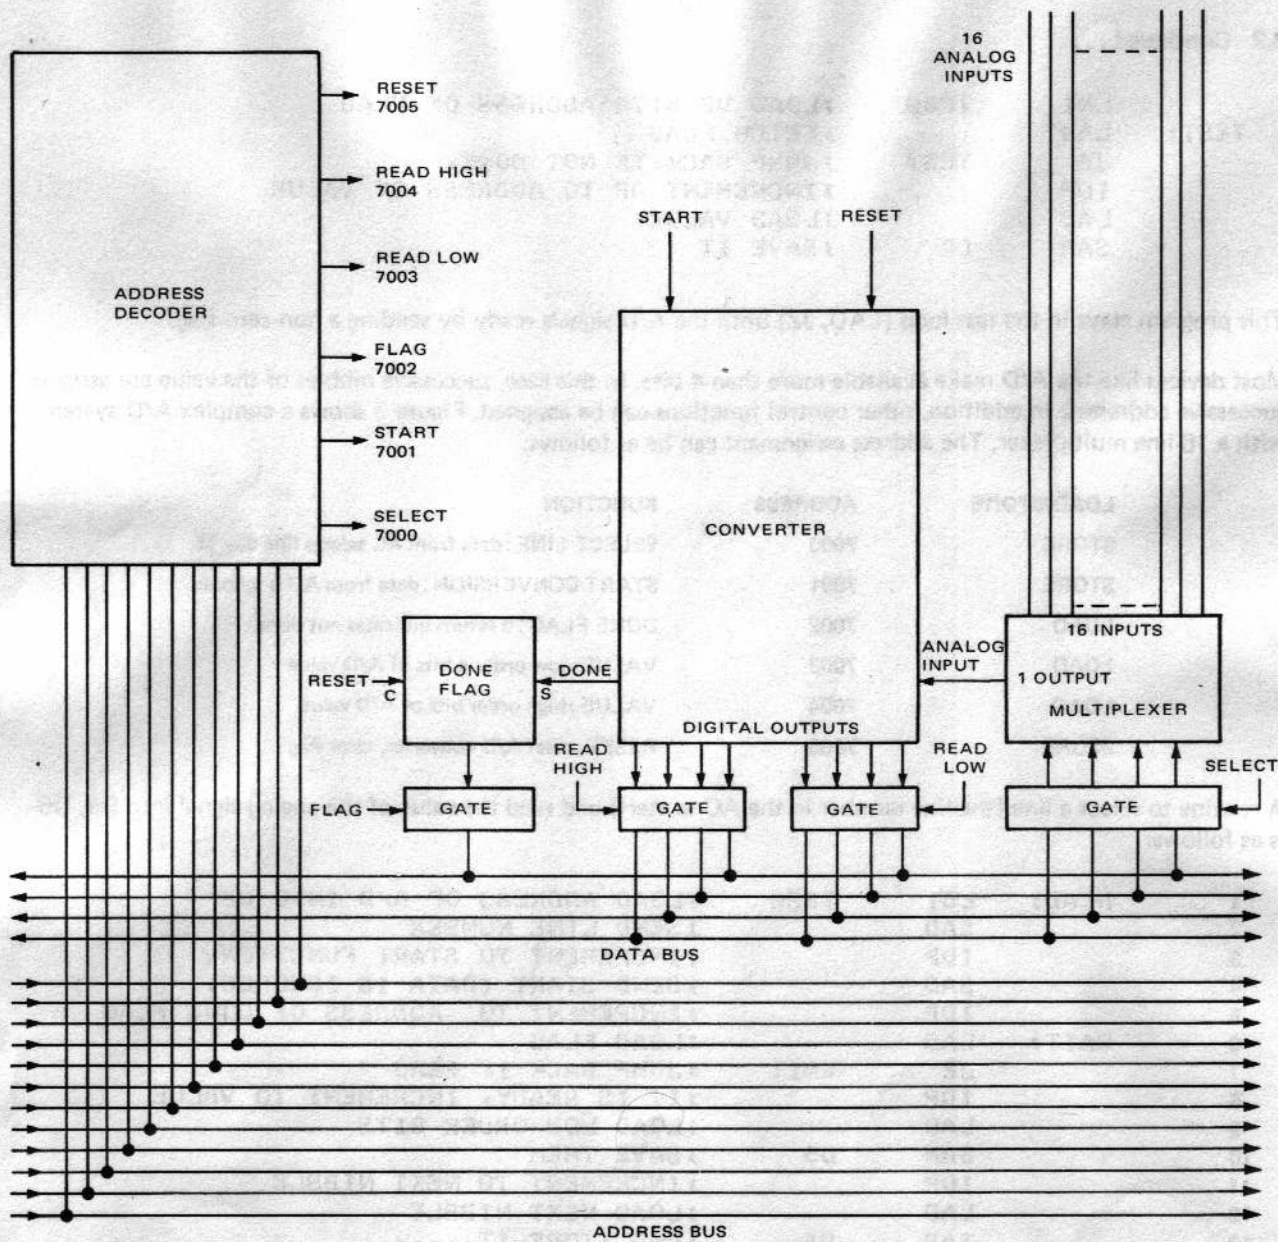 16
ANALOG
INPUTS
RESET
7005
READ HIGH
7004
READ LOW
7003
FLAG
7002
START
7001
SELECT
7000
ADDRESS
DECODER
START
RESET
CONVERTER
16 INPUTS
1 OUTPUT
MULTIPLEXER
ANALOG
INPUT
RESET
C
DONE
FLAG
S
DONE
DIGITAL OUTPUTS
READ
HIGH
READ
LOW
SELECT
FLAG
GATE
GATE
GATE
GATE
DATA BUS
ADDRESS BUS